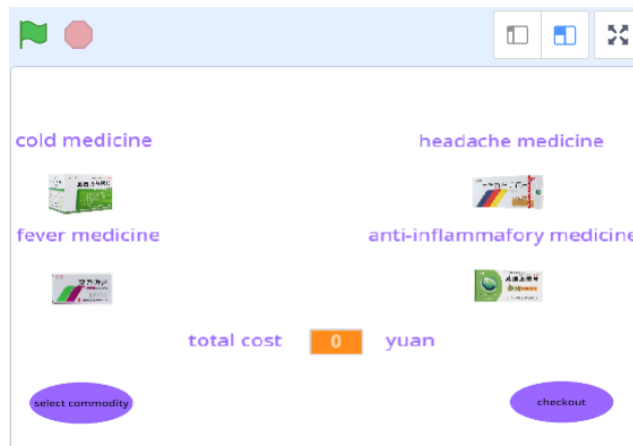 cold medicine
headache medicine
fever medicine
anti-inflammafory medicine
total cost 0 yuan
select commodity
checkout